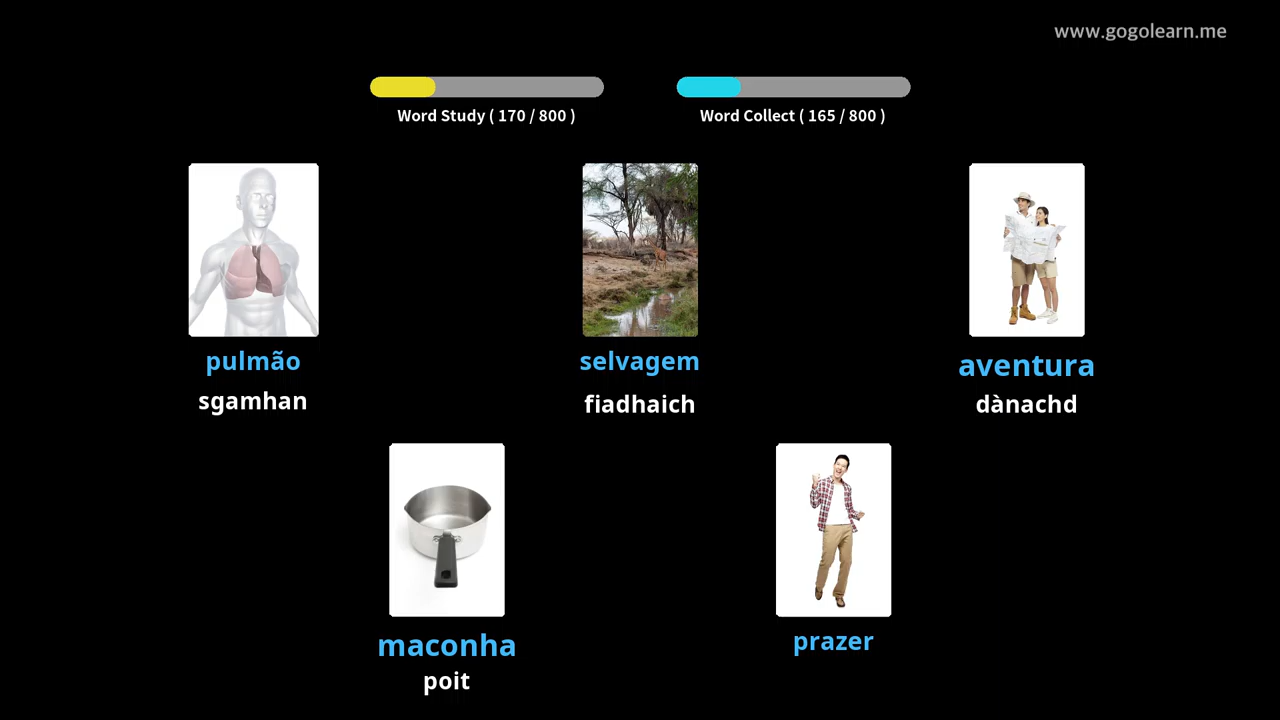 www.gogolearn.me
Word Study ( 170 / 800 )
Word Collect ( 165 / 800 )
pulmão
sgamhan
selvagem
fiadhaich
aventura
dànachd
maconha
poit
prazer